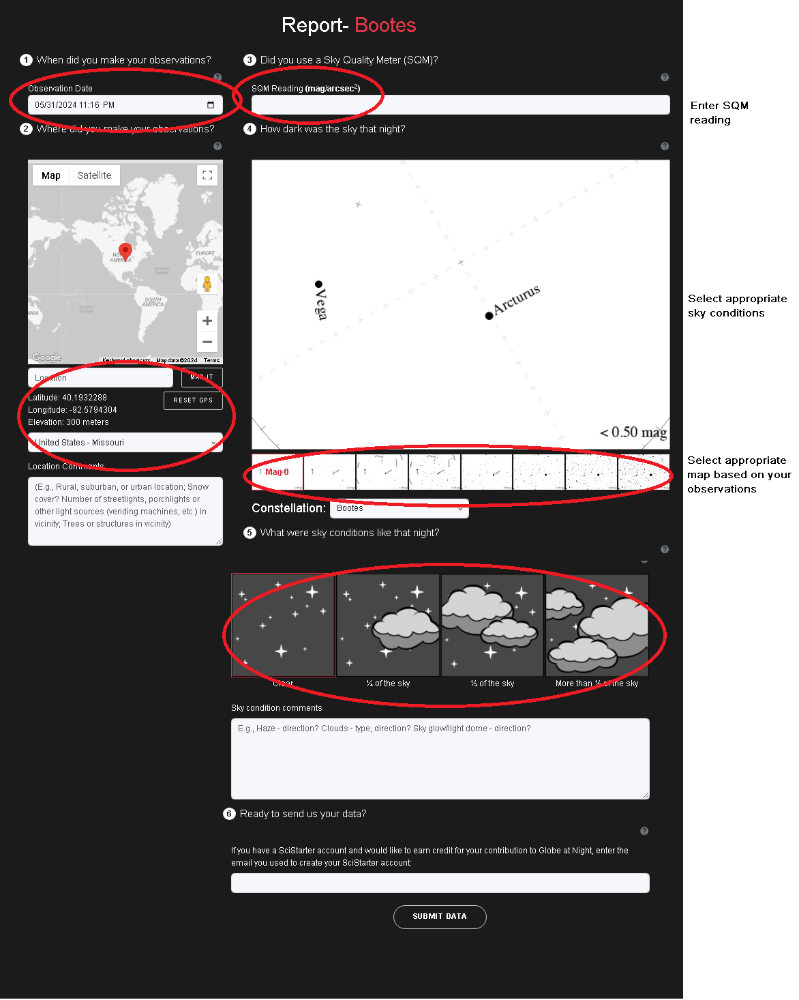 Report- Bootes
1 When did you make your observations?
Observation Date
05/31/2024 11:16 PM
2 Where did you make your observations?
Map Satellite
NORTH AMERICA
EUROPE
Atlantic Ocean
Pacific Ocean
SOUTH AMERICA
ANIA
Google
Keyboard shortcuts Map data ©2024 Terms
Location MAP IT
Latitude: 40.1932288
RESET GPS
Longitude: -92.5794304
Elevation: 300 meters
United States - Missouri
Location Comments
(E.g., Rural, suburban, or urban location; Snow
cover? Number of streetlights, porchlights or
other light sources (vending machines, etc.) in
vicinity; Trees or structures in vicinity)
3 Did you use a Sky Quality Meter (SQM)?
SQM Reading (mag/arcsec²)
4 How dark was the sky that night?
Vega
Arcturus
< 0.50 mag
Mag-0
Constellation: Bootes
5 What were sky conditions like that night?
Clear
¼ of the sky
½ of the sky
More than ½ of the sky
Sky condition comments
E.g., Haze - direction? Clouds - type, direction? Sky glow/light dome - direction?
6 Ready to send us your data?
If you have a SciStarter account and would like to earn credit for your contribution to Globe at Night, enter the
email you used to create your SciStarter account:
SUBMIT DATA
Enter SQM
reading
Select appropriate
sky conditions
Select appropriate
map based on your
observations